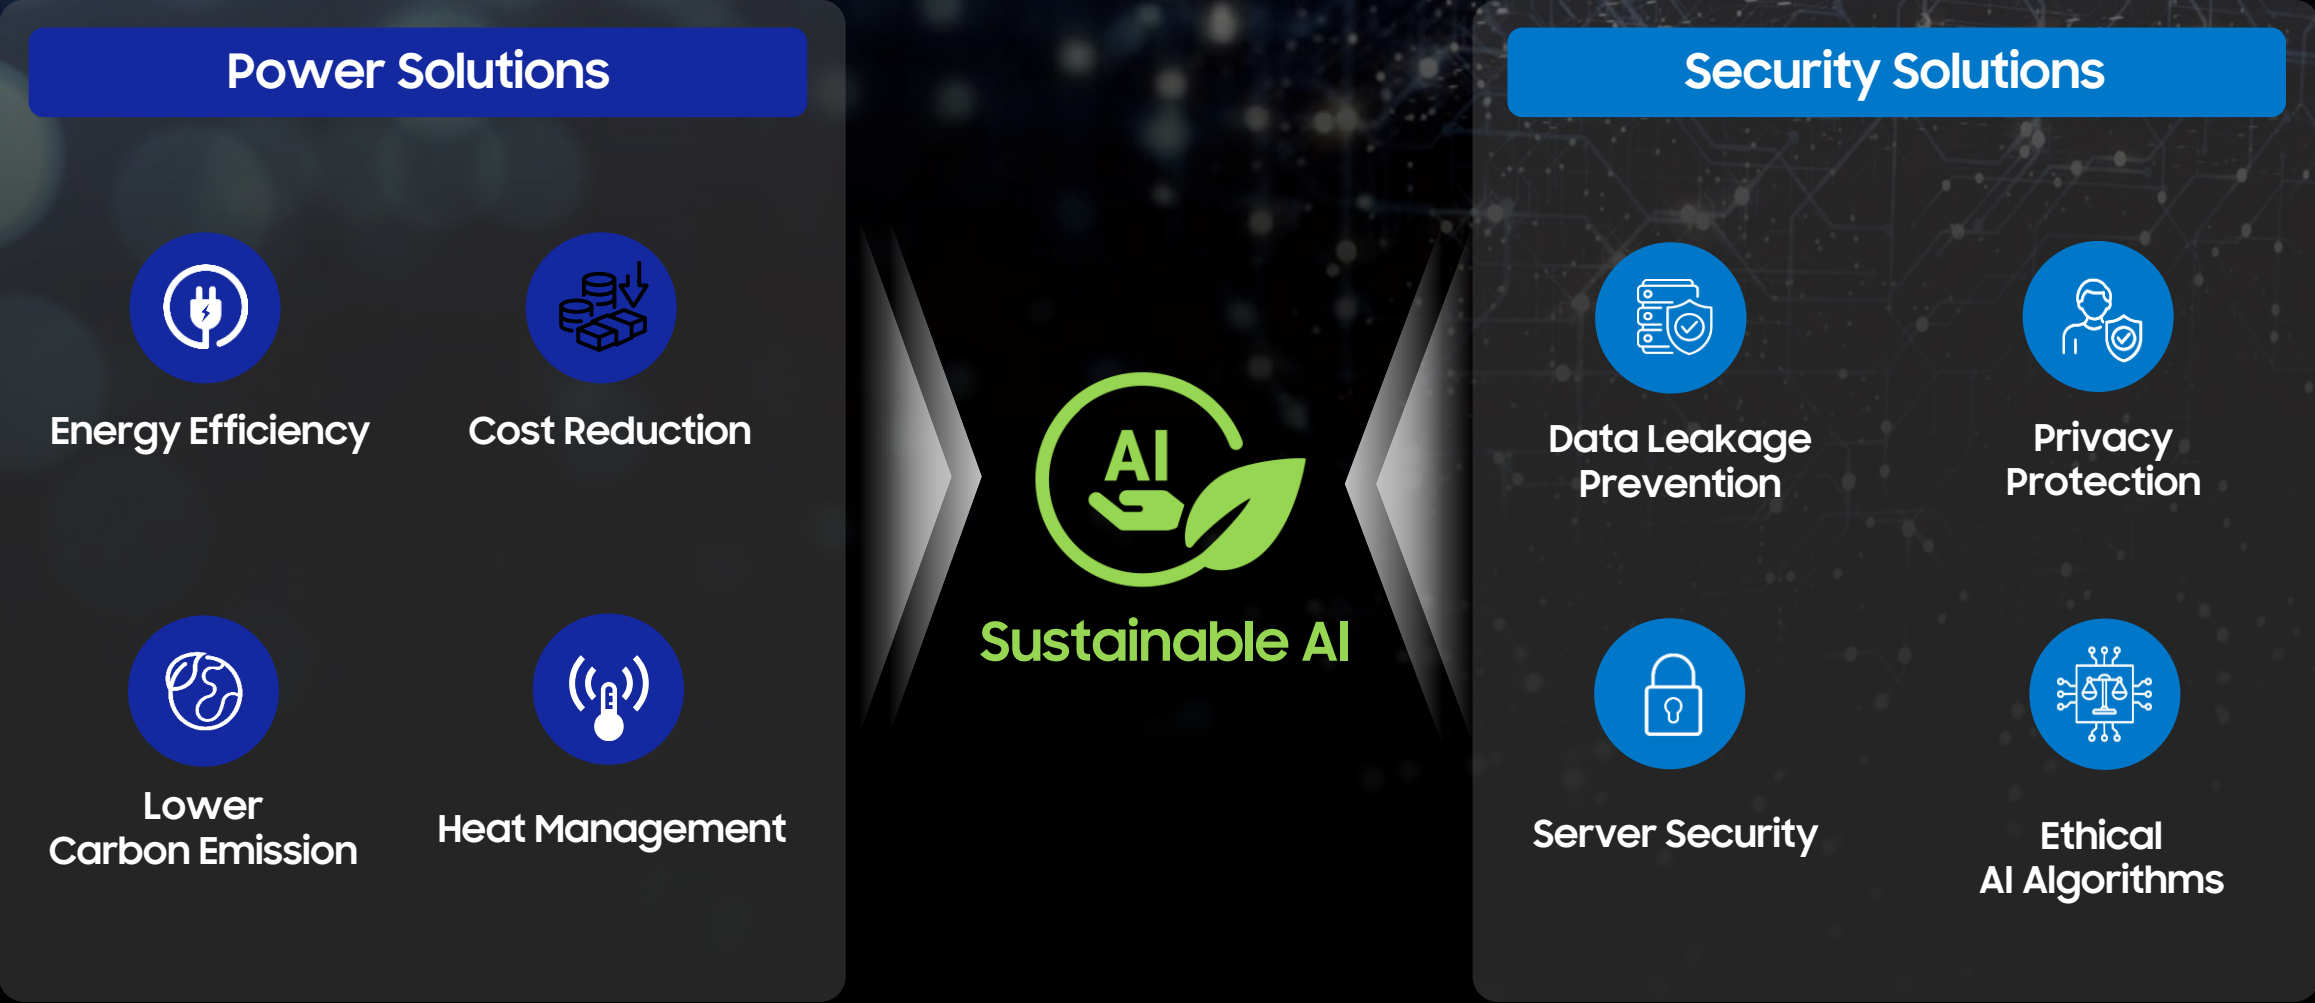 Power Solutions
Energy Efficiency
Cost Reduction
Lower
Carbon Emission
Heat Management
AI
Sustainable AI
Security Solutions
Data Leakage
Prevention
Privacy
Protection
Server Security
Ethical
AI Algorithms